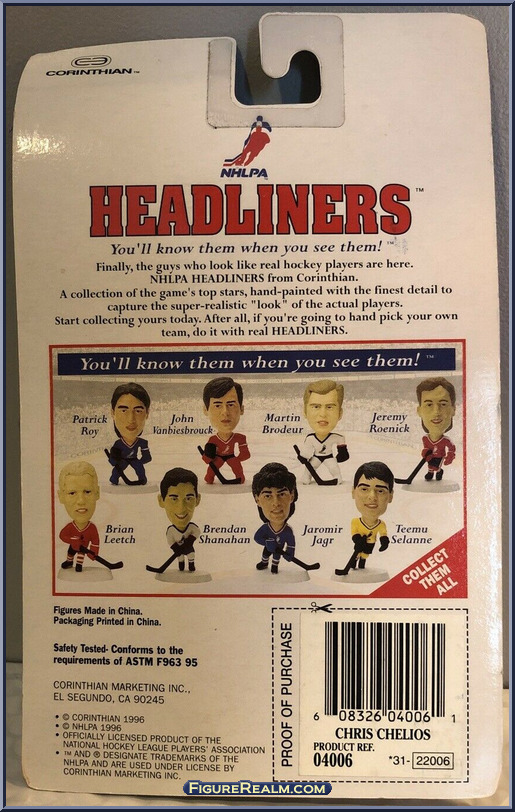 CORINTHIAN™
NHLPA
HEADLINERS™
You'll know them when you see them!™
Finally, the guys who look like real hockey players are here.
NHLPA HEADLINERS from Corinthian.
A collection of the game's top stars, hand-painted with the finest detail to
capture the super-realistic "look" of the actual players.
Start collecting yours today. After all, if you're going to hand pick your own
team, do it with real HEADLINERS.
You'll know them when you see them!™
Patrick
Roy
John
Vanbiesbrouck
Martin
Brodeur
Jeremy
Roenick
Brian
Leetch
Brendan
Shanahan
Jaromir
Jagr
Teemu
Selanne
COLLECT
THEM
ALL
Figures Made in China.
Packaging Printed in China.
Safety Tested- Conforms to the
requirements of ASTM F963 95
CORINTHIAN MARKETING INC.,
EL SEGUNDO, CA 90245
• © CORINTHIAN 1996
• © NHLPA 1996
• OFFICIALLY LICENSED PRODUCT OF THE
NATIONAL HOCKEY LEAGUE PLAYERS' ASSOCIATION
• ™ AND ® DESIGNATE TRADEMARKS OF THE
NHLPA AND ARE USED UNDER LICENSE BY
CORINTHIAN MARKETING INC.
PROOF OF PURCHASE
6 08326 04006 1
CHRIS CHELIOS
PRODUCT REF.
04006 *31- 22006
FIGUREREALM.COM